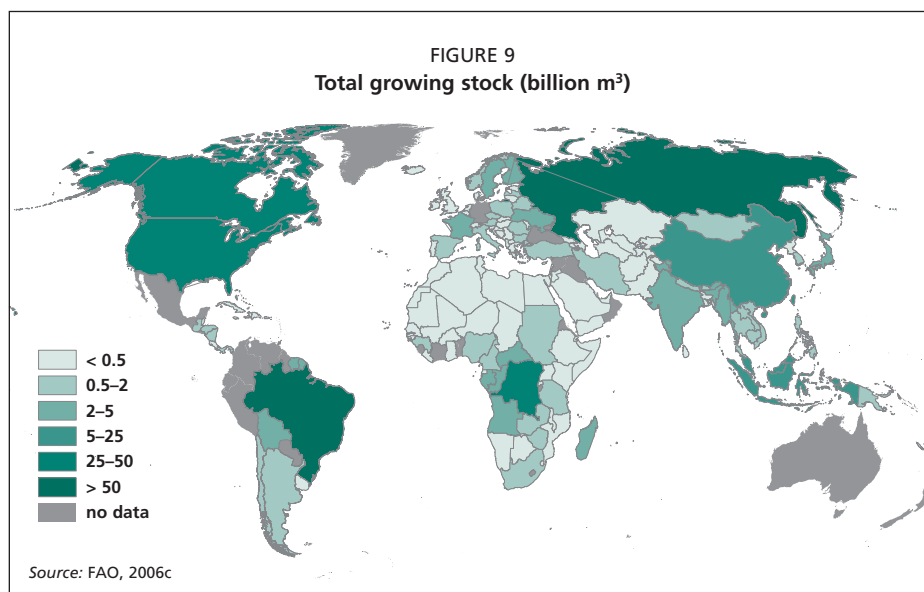 FIGURE 9
Total growing stock (billion m³)
< 0.5
0.5–2
2–5
5–25
25–50
> 50
no data
Source: FAO, 2006c